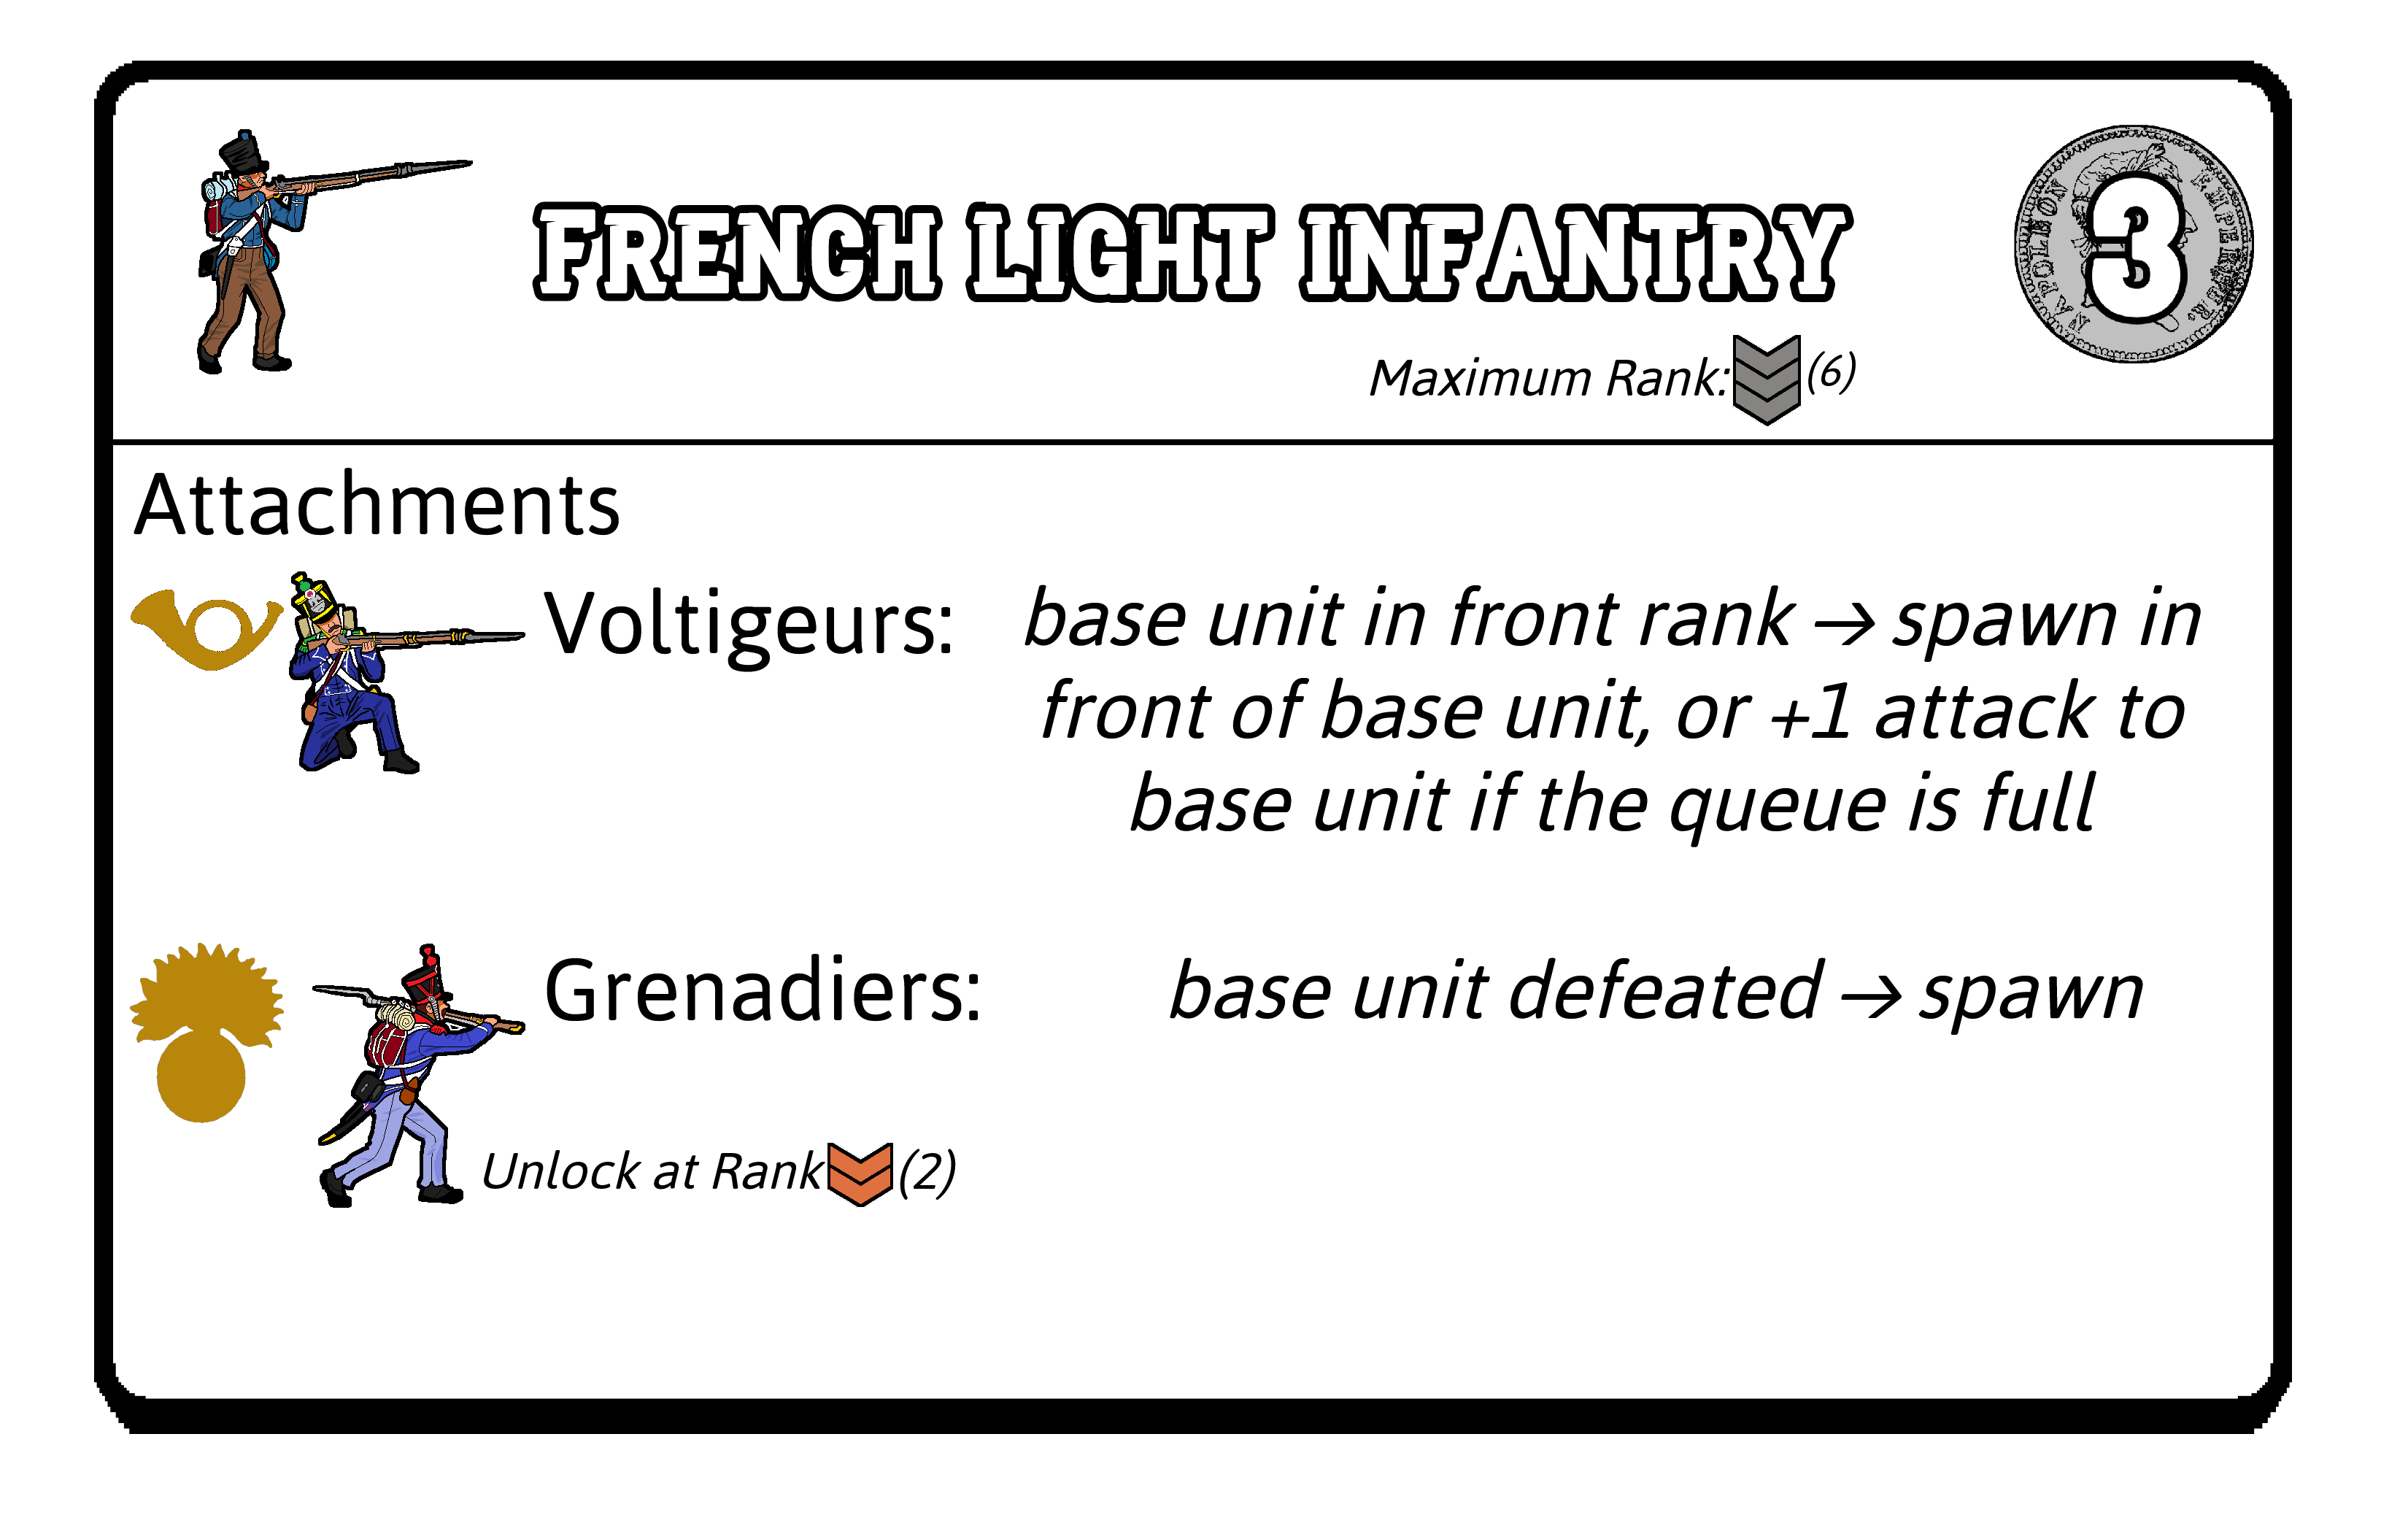 FRENCH LIGHT INFANTRY
3
NAPOLEON EMPEREUR.
Maximum Rank: (6)
Attachments
Voltigeurs: base unit in front rank → spawn in
front of base unit, or +1 attack to
base unit if the queue is full
Grenadiers: base unit defeated → spawn
Unlock at Rank (2)